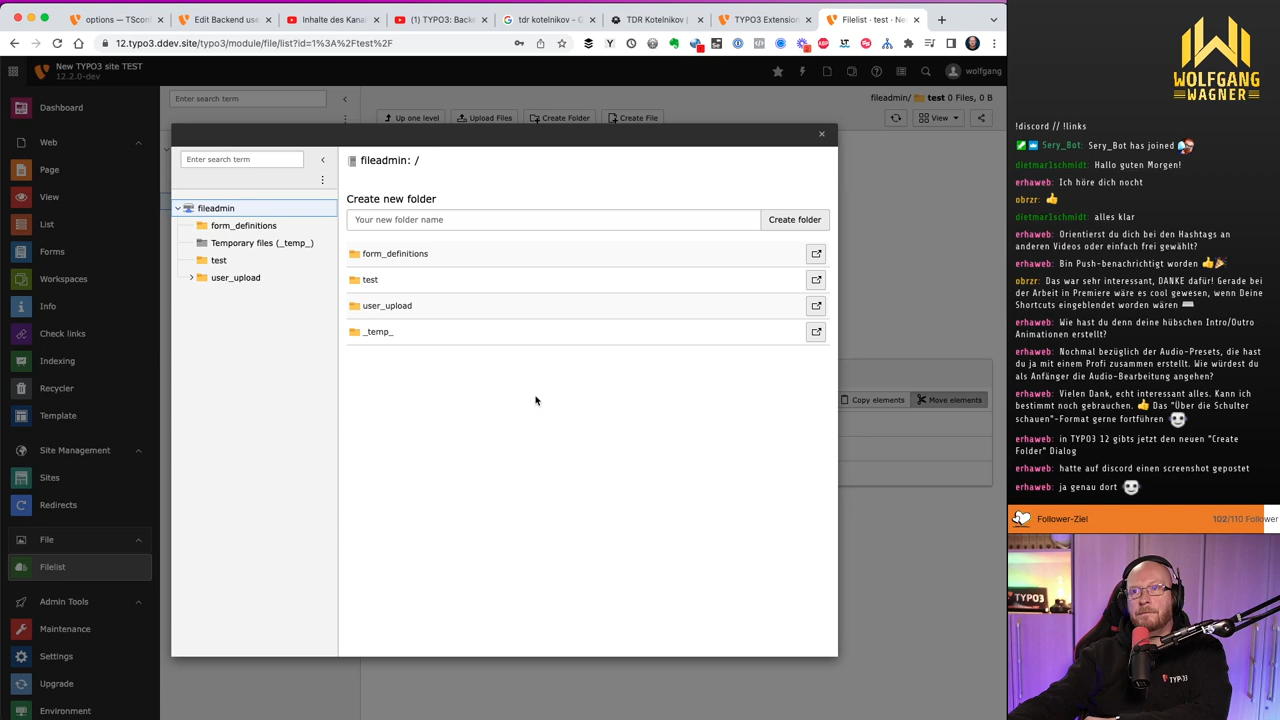 options — TSconf
Edit Backend use
Inhalte des Kana
(1) TYPO3: Backe
tdr kotelnikov - G
TDR Kotelnikov |
TYPO3 Extension
Filelist · test · Ne
12.typo3.ddev.site/typo3/module/file/list?id=1%3A%2Ftest%2F
New TYPO3 site TEST
12.2.0-dev
wolfgang
Dashboard
Web
Page
View
List
Forms
Workspaces
Info
Check links
Indexing
Recycler
Template
Site Management
Sites
Redirects
File
Filelist
Admin Tools
Maintenance
Settings
Upgrade
Environment
Enter search term
fileadmin/ test 0 Files, 0 B
Up one level
Upload Files
Create Folder
Create File
View
Enter search term
fileadmin
form_definitions
Temporary files (_temp_)
test
user_upload
fileadmin: /
Create new folder
Your new folder name
Create folder
form_definitions
test
user_upload
_temp_
Copy elements
Move elements
WOLFGANG
WAGNER
!discord // !links
Sery_Bot: Sery_Bot has joined
dietmar1schmidt: Hallo guten Morgen!
erhaweb: Ich höre dich nocht
obrzr:
dietmar1schmidt: alles klar
erhaweb: Orientierst du dich bei den Hashtags an
anderen Videos oder einfach frei gewählt?
erhaweb: Bin Push-benachrichtigt worden
obrzr: Das war sehr interessant, DANKE dafür! Gerade bei
der Arbeit in Premiere wäre es cool gewesen, wenn Deine
Shortcuts eingeblendet worden wären
erhaweb: Wie hast du denn deine hübschen Intro/Outro
Animationen erstellt?
erhaweb: Nochmal bezüglich der Audio-Presets, die hast
du ja mit einem Profi zusammen erstellt. Wie würdest du
als Anfänger die Audio-Bearbeitung angehen?
erhaweb: Vielen Dank, echt interessant alles. Kann ich
bestimmt noch gebrauchen. Das "Über die Schulter
schauen"-Format gerne fortführen
erhaweb: in TYPO3 12 gibts jetzt den neuen "Create
Folder" Dialog
erhaweb: hatte auf discord einen screenshot gepostet
erhaweb: ja genau dort
Follower-Ziel
102/110 Follower
TYPO3
TYPO3